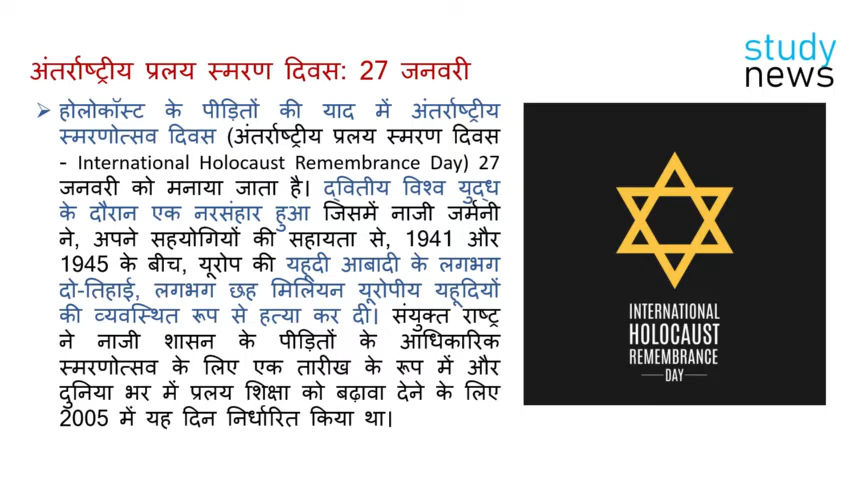 study
news
अंतर्राष्ट्रीय प्रलय स्मरण दिवस: 27 जनवरी
➢ होलोकॉस्ट के पीड़ितों की याद में अंतर्राष्ट्रीय
स्मरणोत्सव दिवस (अंतर्राष्ट्रीय प्रलय स्मरण दिवस
- International Holocaust Remembrance Day) 27
जनवरी को मनाया जाता है। द्वितीय विश्व युद्ध
के दौरान एक नरसंहार हुआ जिसमें नाजी जर्मनी
ने, अपने सहयोगियों की सहायता से, 1941 और
1945 के बीच, यूरोप की यहूदी आबादी के लगभग
दो-तिहाई, लगभग छह मिलियन यूरोपीय यहूदियों
की व्यवस्थित रूप से हत्या कर दी। संयुक्त राष्ट्र
ने नाजी शासन के पीड़ितों के आधिकारिक
स्मरणोत्सव के लिए एक तारीख के रूप में और
दुनिया भर में प्रलय शिक्षा को बढ़ावा देने के लिए
2005 में यह दिन निर्धारित किया था।
INTERNATIONAL
HOLOCAUST
REMEMBRANCE
DAY